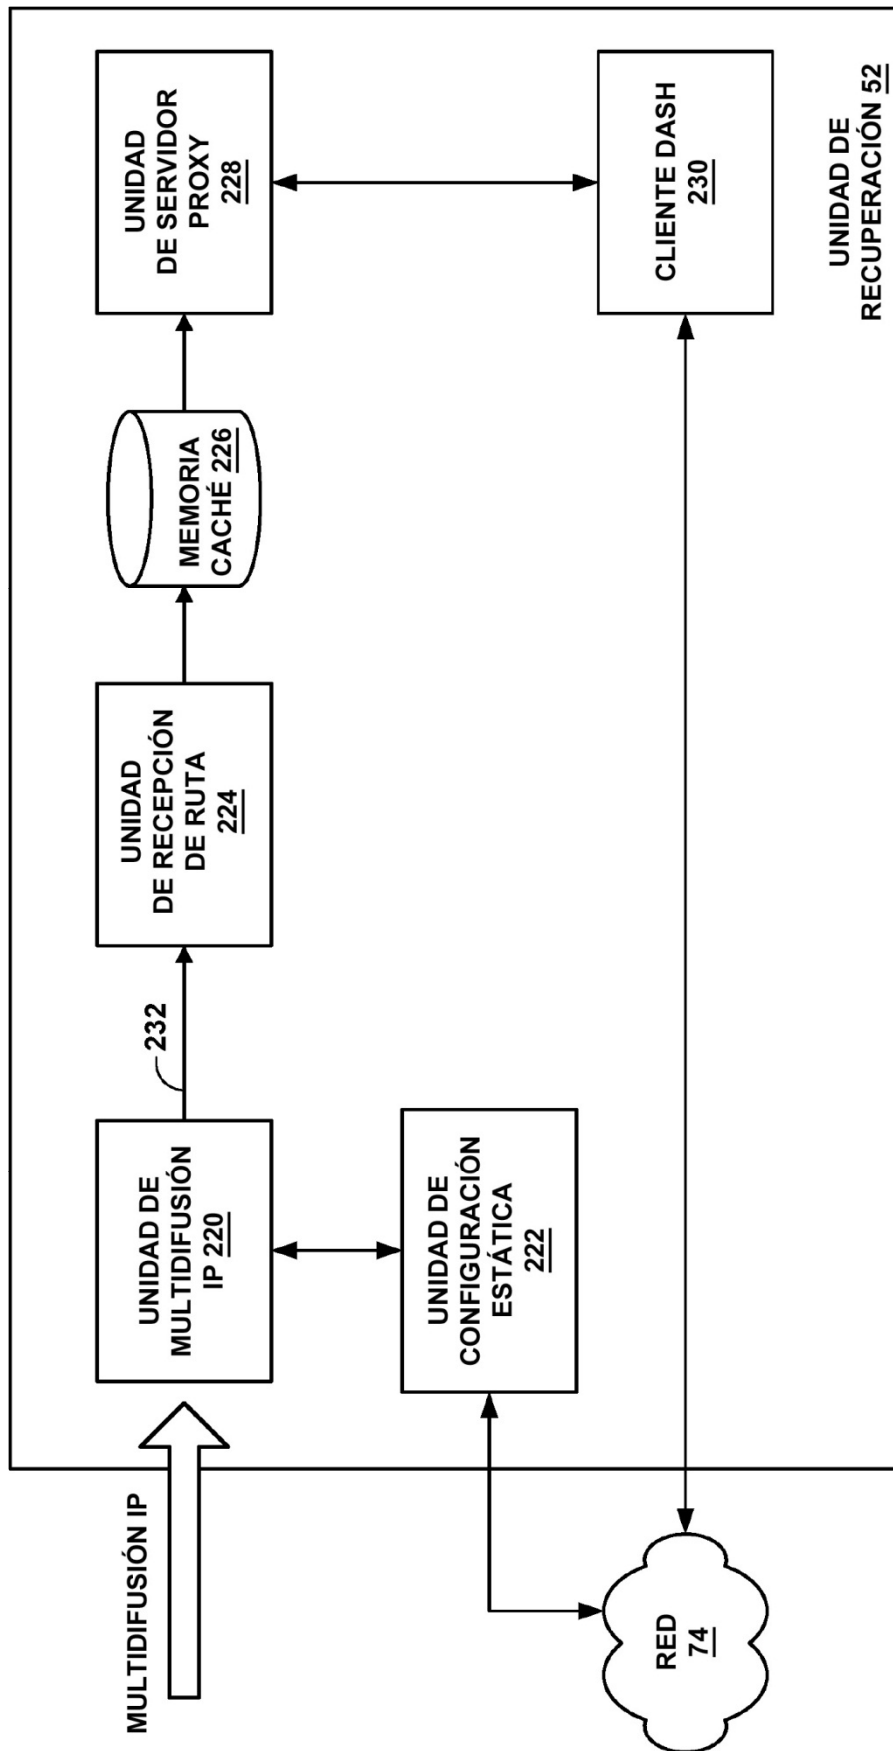 MULTIDIFUSIÓN IP
UNIDAD DE
MULTIDIFUSIÓN
IP 220
232
UNIDAD
DE RECEPCIÓN
DE RUTA
224
MEMORIA
CACHÉ 226
UNIDAD
DE SERVIDOR
PROXY
228
UNIDAD DE
CONFIGURACIÓN
ESTÁTICA
222
RED
74
CLIENTE DASH
230
UNIDAD DE
RECUPERACIÓN 52